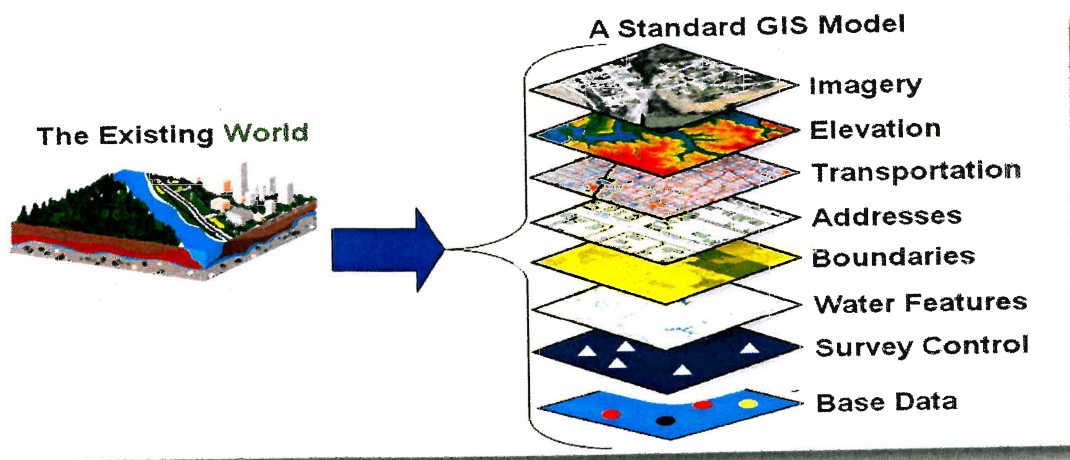 A Standard GIS Model
The Existing World
Imagery
Elevation
Transportation
Addresses
Boundaries
Water Features
Survey Control
Base Data